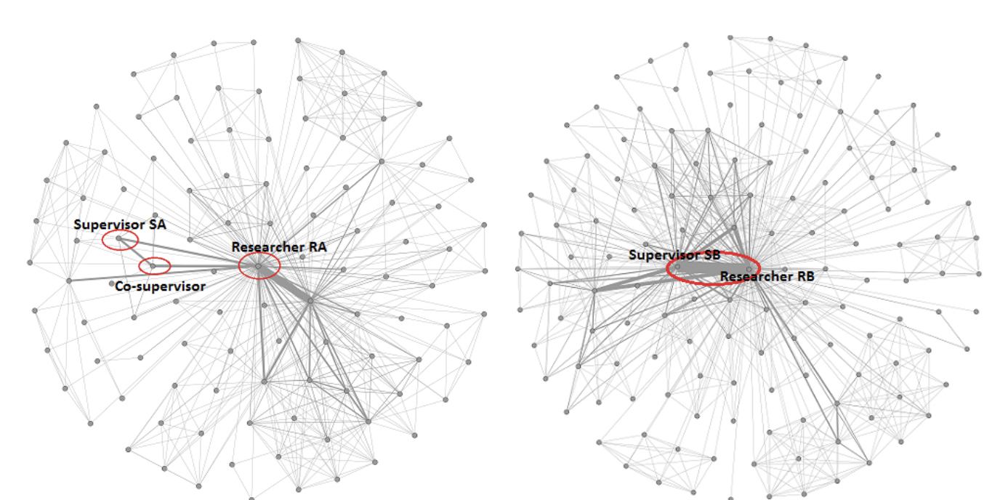 Supervisor SA
Researcher RA
Co-supervisor
Supervisor SB
Researcher RB